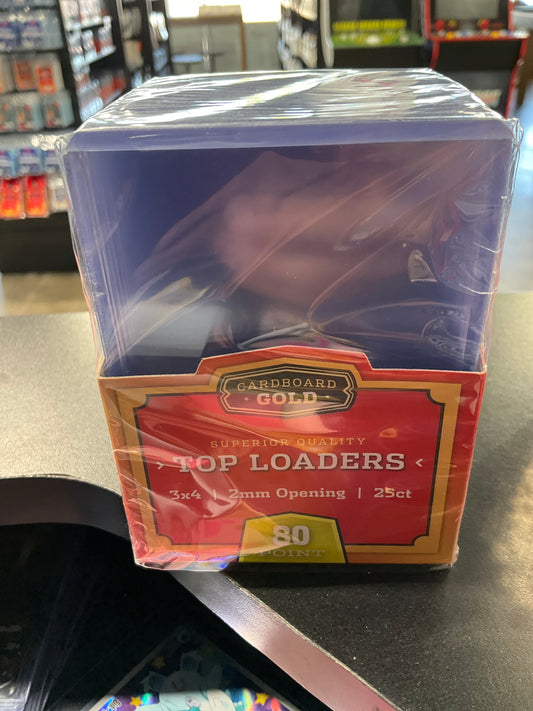 CARDBOARD
GOLD
SUPERIOR QUALITY
TOP LOADERS
3x4 | 2mm Opening | 25ct
80
POINT